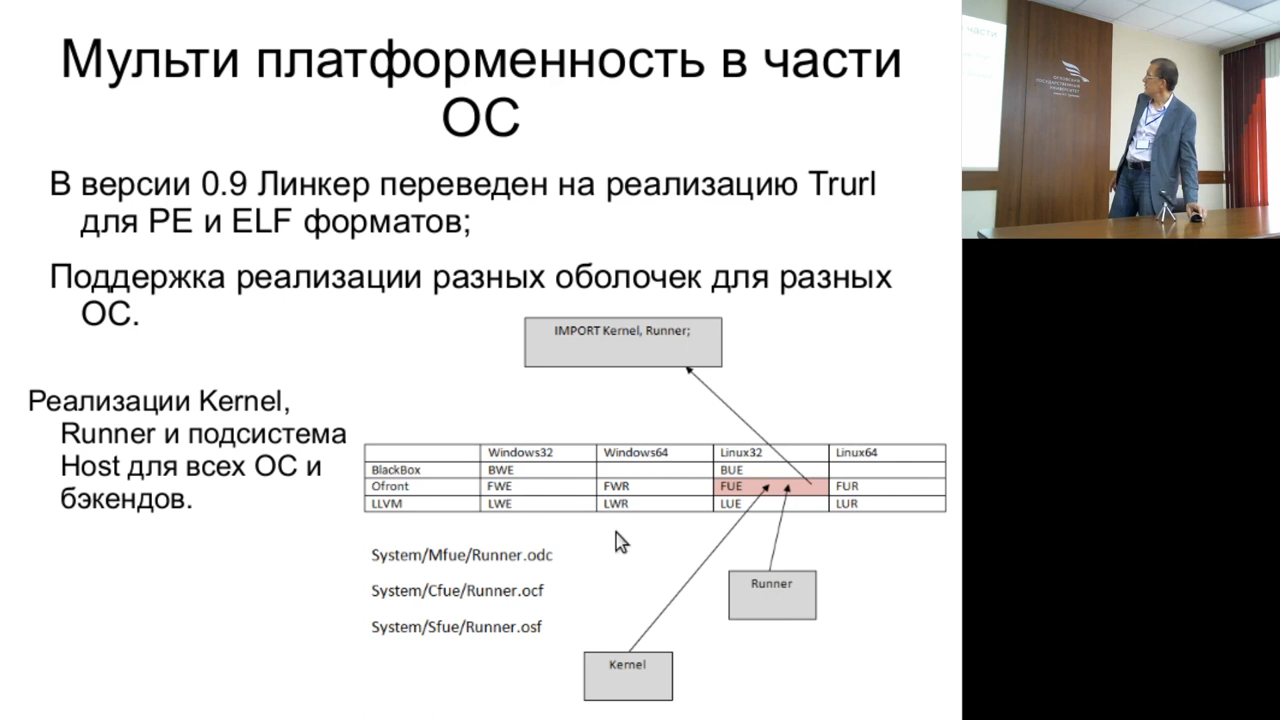 Мульти платформенность в части
ОС
В версии 0.9 Линкер переведен на реализацию Trurl
для PE и ELF форматов;
Поддержка реализации разных оболочек для разных
ОС.
IMPORT Kernel, Runner;
Реализации Kernel,
Runner и подсистема
Host для всех ОС и
бэкендов.
Windows32 Windows64 Linux32 Linux64
BlackBox BWE BUE
Ofront FWE FWR FUE FUR
LLVM LWE LWR LUE LUR
System/Mfue/Runner.odc
System/Cfue/Runner.ocf
System/Sfue/Runner.osf
Runner
Kernel
ОРЛОВСКИЙ
ГОСУДАРСТВЕННЫЙ
УНИВЕРСИТЕТ